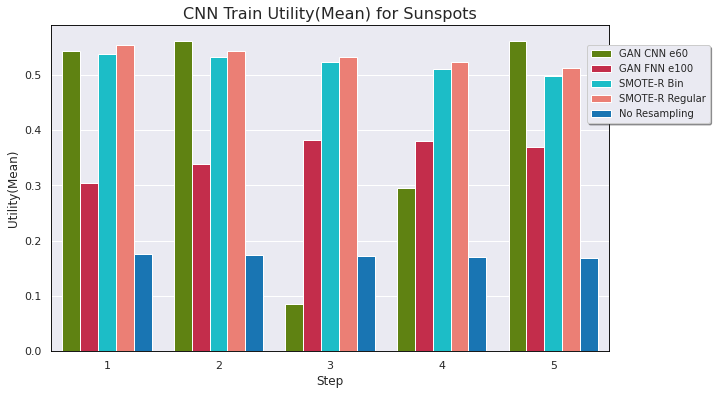 CNN Train Utility(Mean) for Sunspots
GAN CNN e60
GAN FNN e100
SMOTE-R Bin
SMOTE-R Regular
No Resampling
Utility(Mean)
0.5
0.4
0.3
0.2
0.1
0.0
1 2 3 4 5
Step